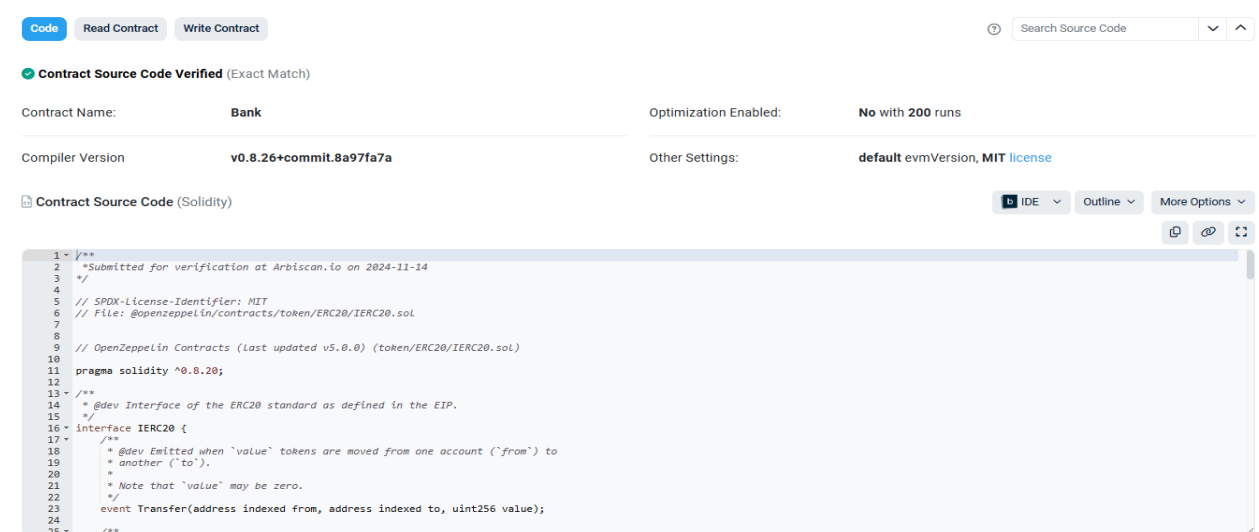 Code Read Contract Write Contract Search Source Code
Contract Source Code Verified (Exact Match)
Contract Name: Bank Optimization Enabled: No with 200 runs
Compiler Version v0.8.26+commit.8a97fa7a Other Settings: default evmVersion, MIT license
Contract Source Code (Solidity) b IDE Outline More Options
1 /**
2 *Submitted for verification at Arbiscan.io on 2024-11-14
3 */
4
5 // SPDX-License-Identifier: MIT
6 // File: @openzeppelin/contracts/token/ERC20/IERC20.sol
7
8
9 // OpenZeppelin Contracts (last updated v5.0.0) (token/ERC20/IERC20.sol)
10
11 pragma solidity ^0.8.20;
12
13 /**
14 * @dev Interface of the ERC20 standard as defined in the EIP.
15 */
16 interface IERC20 {
17 /**
18 * @dev Emitted when `value` tokens are moved from one account (`from`) to
19 * another (`to`).
20 *
21 * Note that `value` may be zero.
22 */
23 event Transfer(address indexed from, address indexed to, uint256 value);
24
25 /**